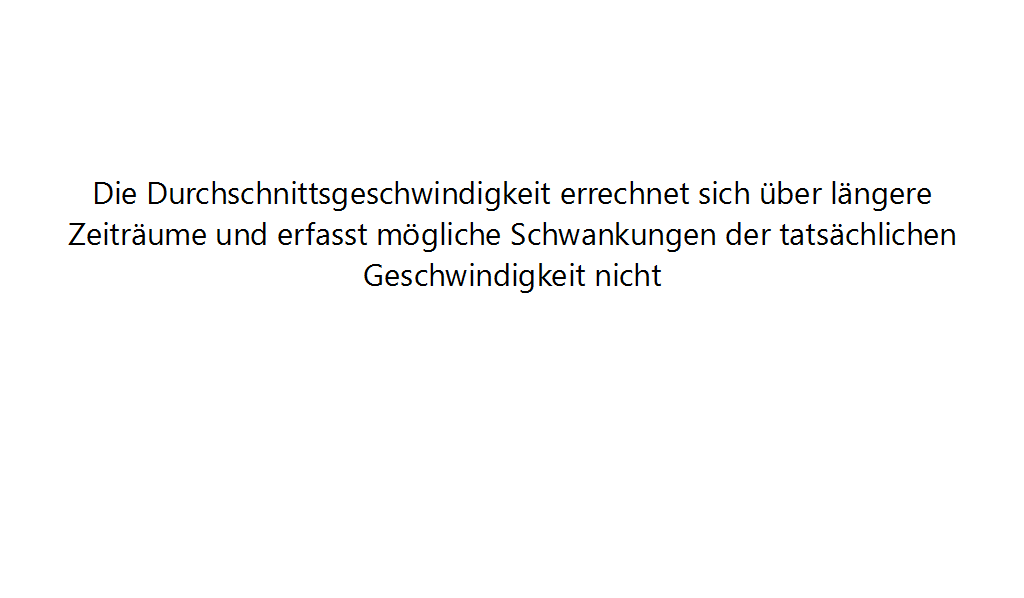 Die Durchschnittsgeschwindigkeit errechnet sich über längere
Zeiträume und erfasst mögliche Schwankungen der tatsächlichen
Geschwindigkeit nicht